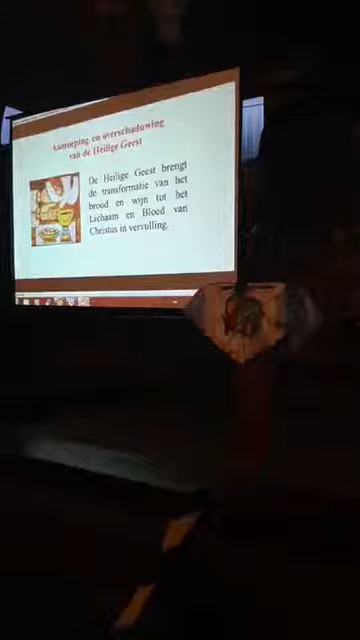 Aanroeping en overschaduwing
van de Heilige Geest
De Heilige Geest brengt
de transformatie van het
brood en wijn tot het
Lichaam en Bloed van
Christus in vervulling.